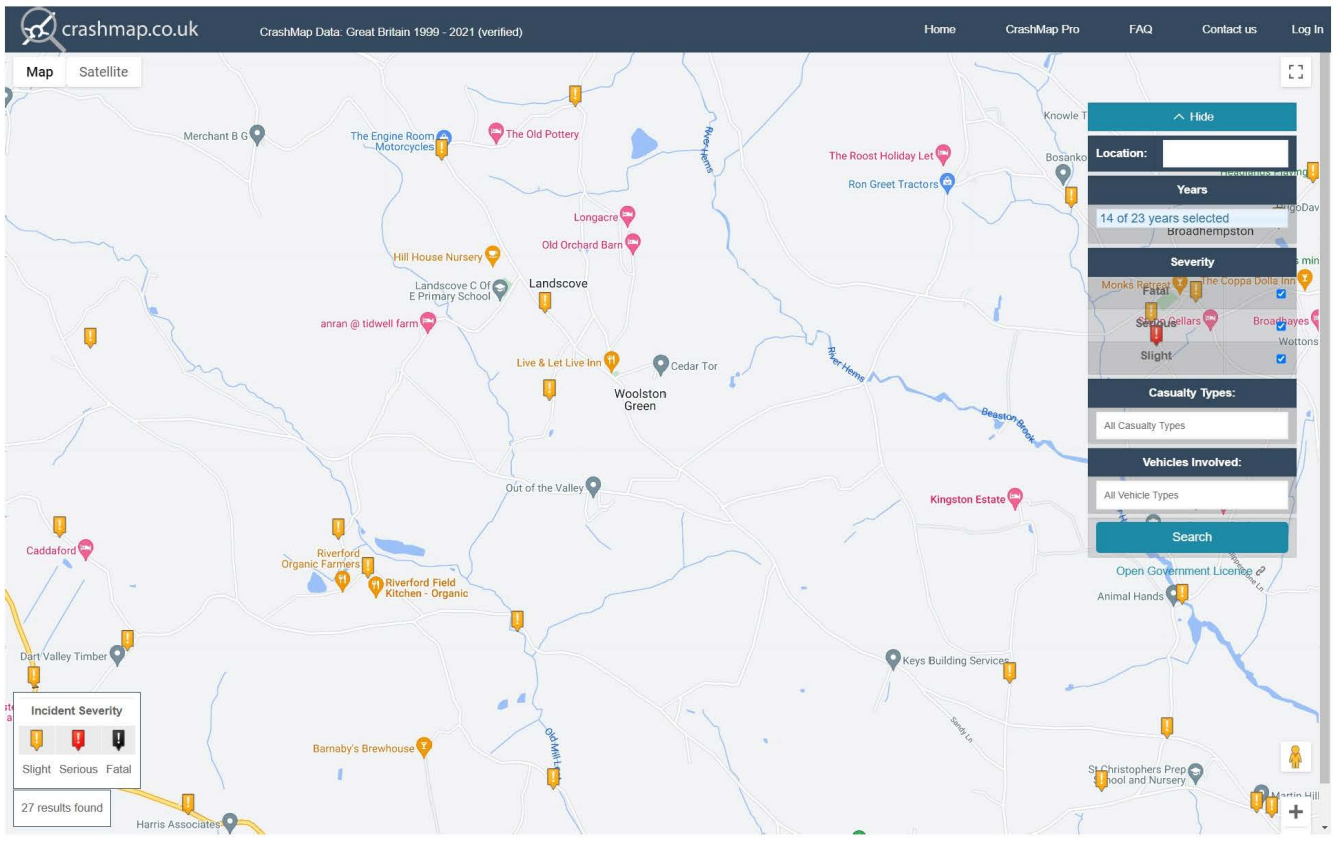 crashmap.co.uk
CrashMap Data: Great Britain 1999 - 2021 (verified)
Home
CrashMap Pro
FAQ
Contact us
Log In
Map
Satellite
Merchant B G
The Engine Room
Motorcycles
The Old Pottery
River Hems
The Roost Holiday Let
Ron Greet Tractors
Knowle T
Bosanko
Hide
Location:
Years
14 of 23 years selected
Broadhempston
Longacre
Old Orchard Barn
Hill House Nursery
Landscove C Of
E Primary School
Landscove
anran @ tidwell farm
Severity
Monks Retreat
The Coppa Dolla Inn
s min
Fatal
Serious
Cellars
Broadhayes
Wottons
Slight
Live & Let Live Inn
Cedar Tor
Woolston
Green
River Hems
Beaston
Brook
Casualty Types:
All Casualty Types
Vehicles Involved:
All Vehicle Types
Search
Open Government Licence
Out of the Valley
Kingston Estate
Caddaford
Riverford
Organic Farmers
Riverford Field
Kitchen - Organic
Animal Hands
Dart Valley Timber
Keys Building Services
Sandy Ln
Incident Severity
Slight
Serious
Fatal
27 results found
Barnaby's Brewhouse
Old Mill L
St Christophers Prep
School and Nursery
Martin Hill
Harris Associates